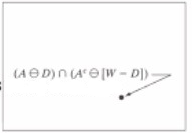 (A ⊖ D) ∩ (Aᶜ ⊖ [W − D])